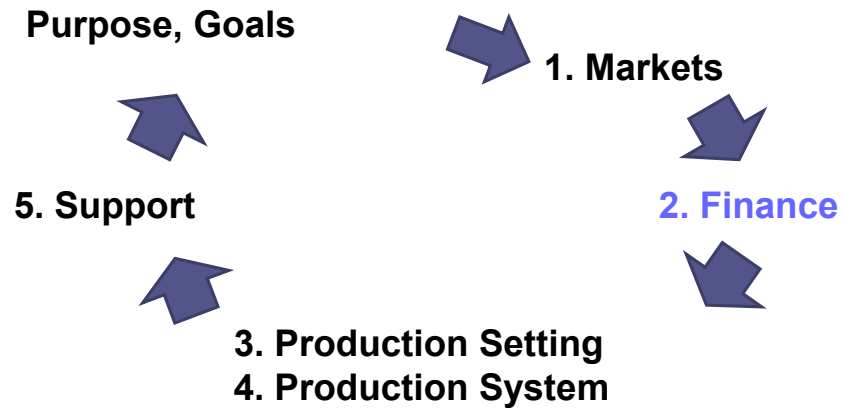 Purpose, Goals
1. Markets
2. Finance
3. Production Setting
4. Production System
5. Support